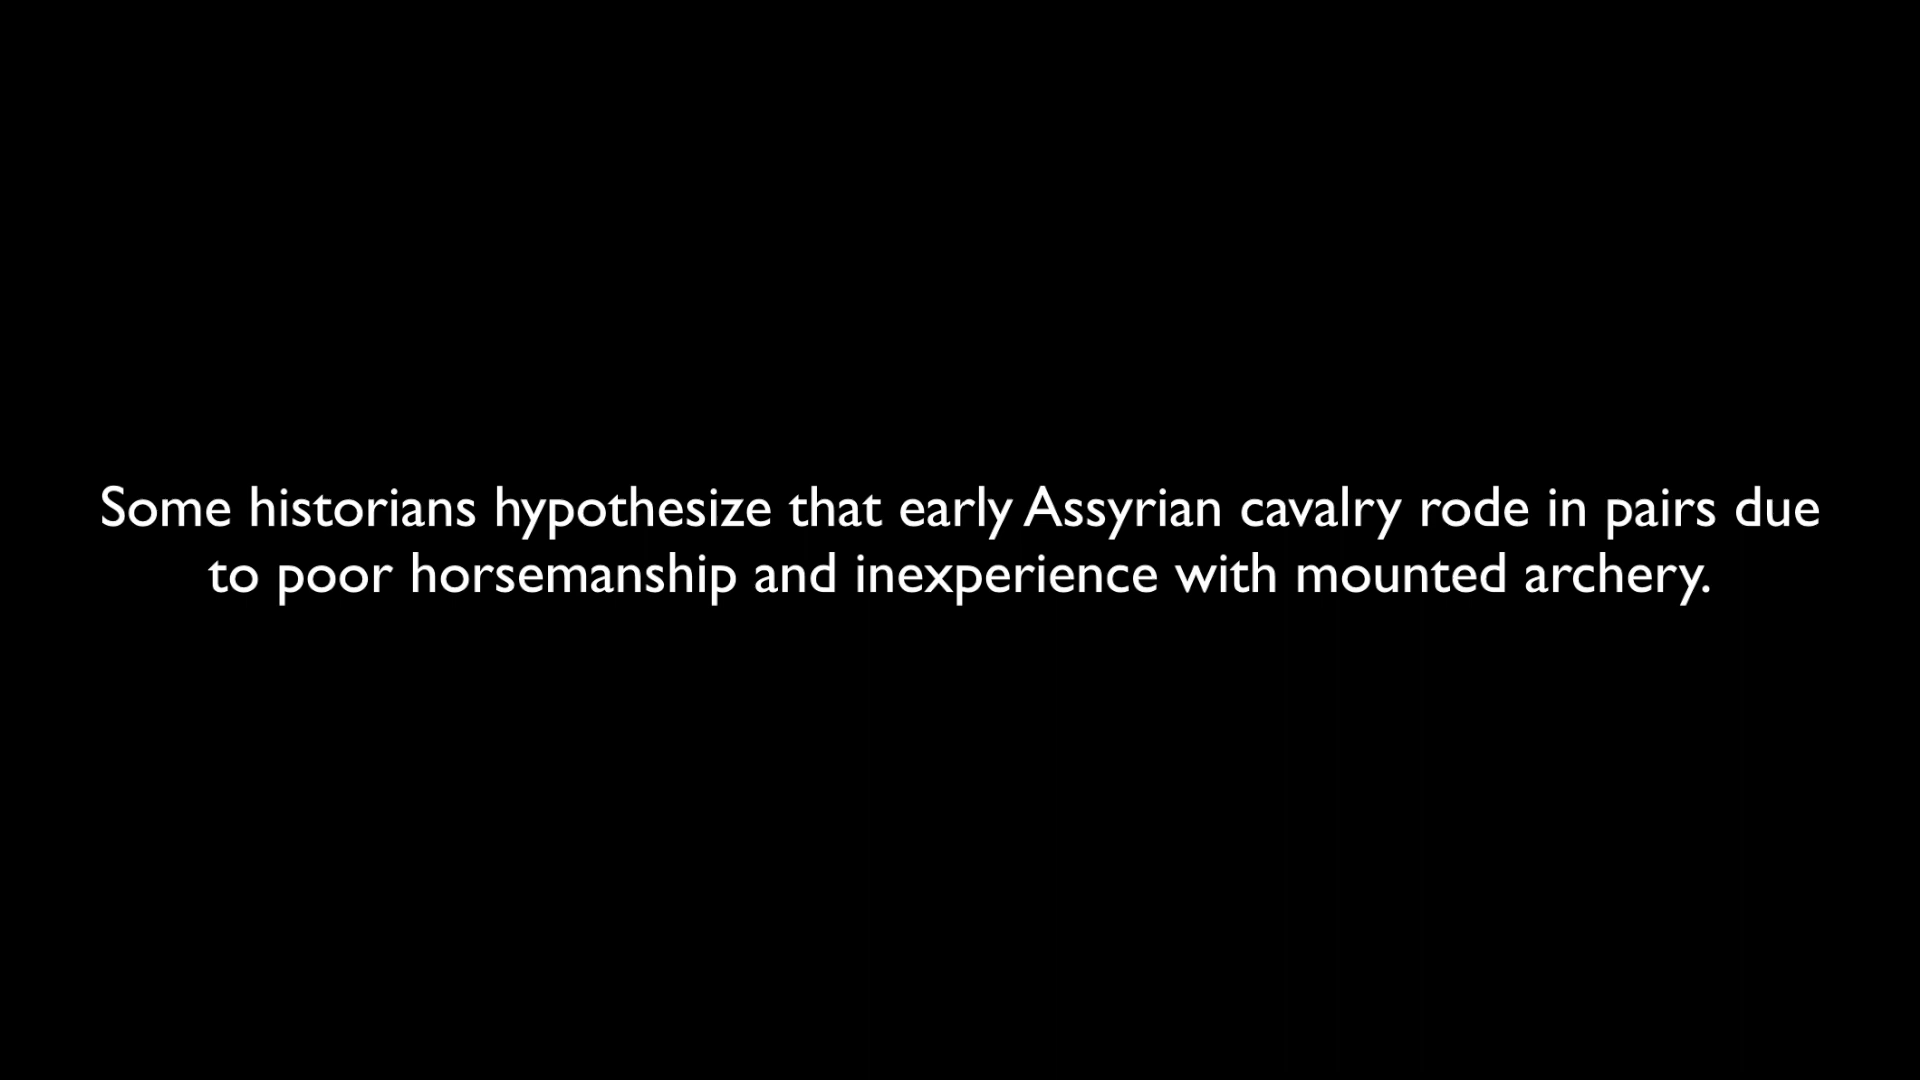 Some historians hypothesize that early Assyrian cavalry rode in pairs due
to poor horsemanship and inexperience with mounted archery.